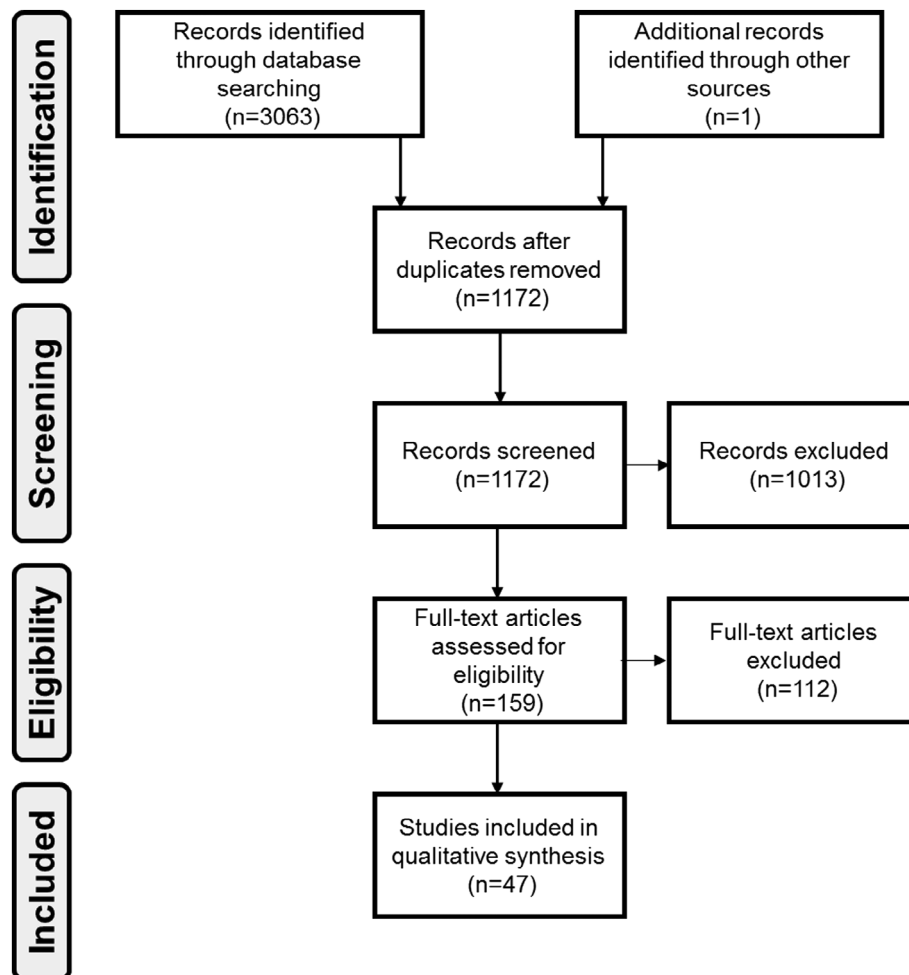 Identification
Records identified
through database
searching
(n=3063)
Additional records
identified through other
sources
(n=1)
Records after
duplicates removed
(n=1172)
Screening
Records screened
(n=1172)
Records excluded
(n=1013)
Eligibility
Full-text articles
assessed for
eligibility
(n=159)
Full-text articles
excluded
(n=112)
Included
Studies included in
qualitative synthesis
(n=47)